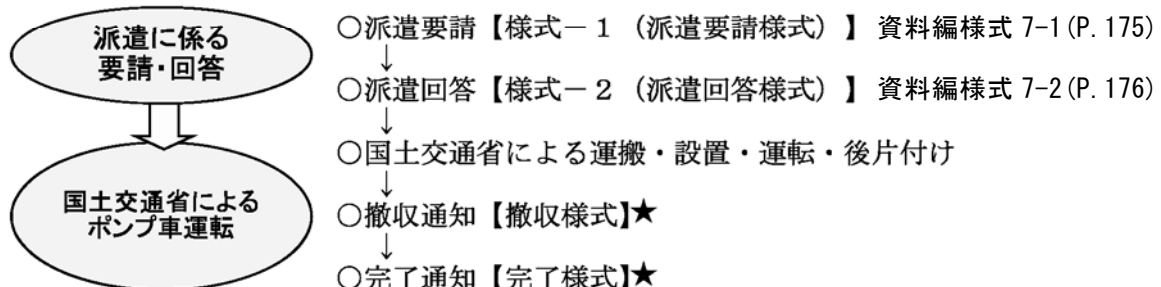 派遣に係る
要請・回答
国土交通省による
ポンプ車運転
○派遣要請【様式－１（派遣要請様式）】 資料編様式 7-1(P.175)
↓
○派遣回答【様式－２（派遣回答様式）】 資料編様式 7-2(P.176)
↓
○国土交通省による運搬・設置・運転・後片付け
↓
○撤収通知【撤収様式】★
↓
○完了通知【完了様式】★